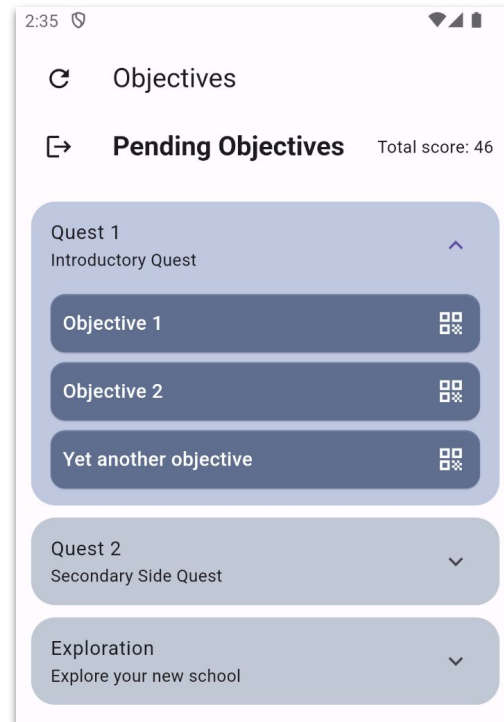 2:35
Objectives
Pending Objectives Total score: 46
Quest 1
Introductory Quest
Objective 1
Objective 2
Yet another objective
Quest 2
Secondary Side Quest
Exploration
Explore your new school